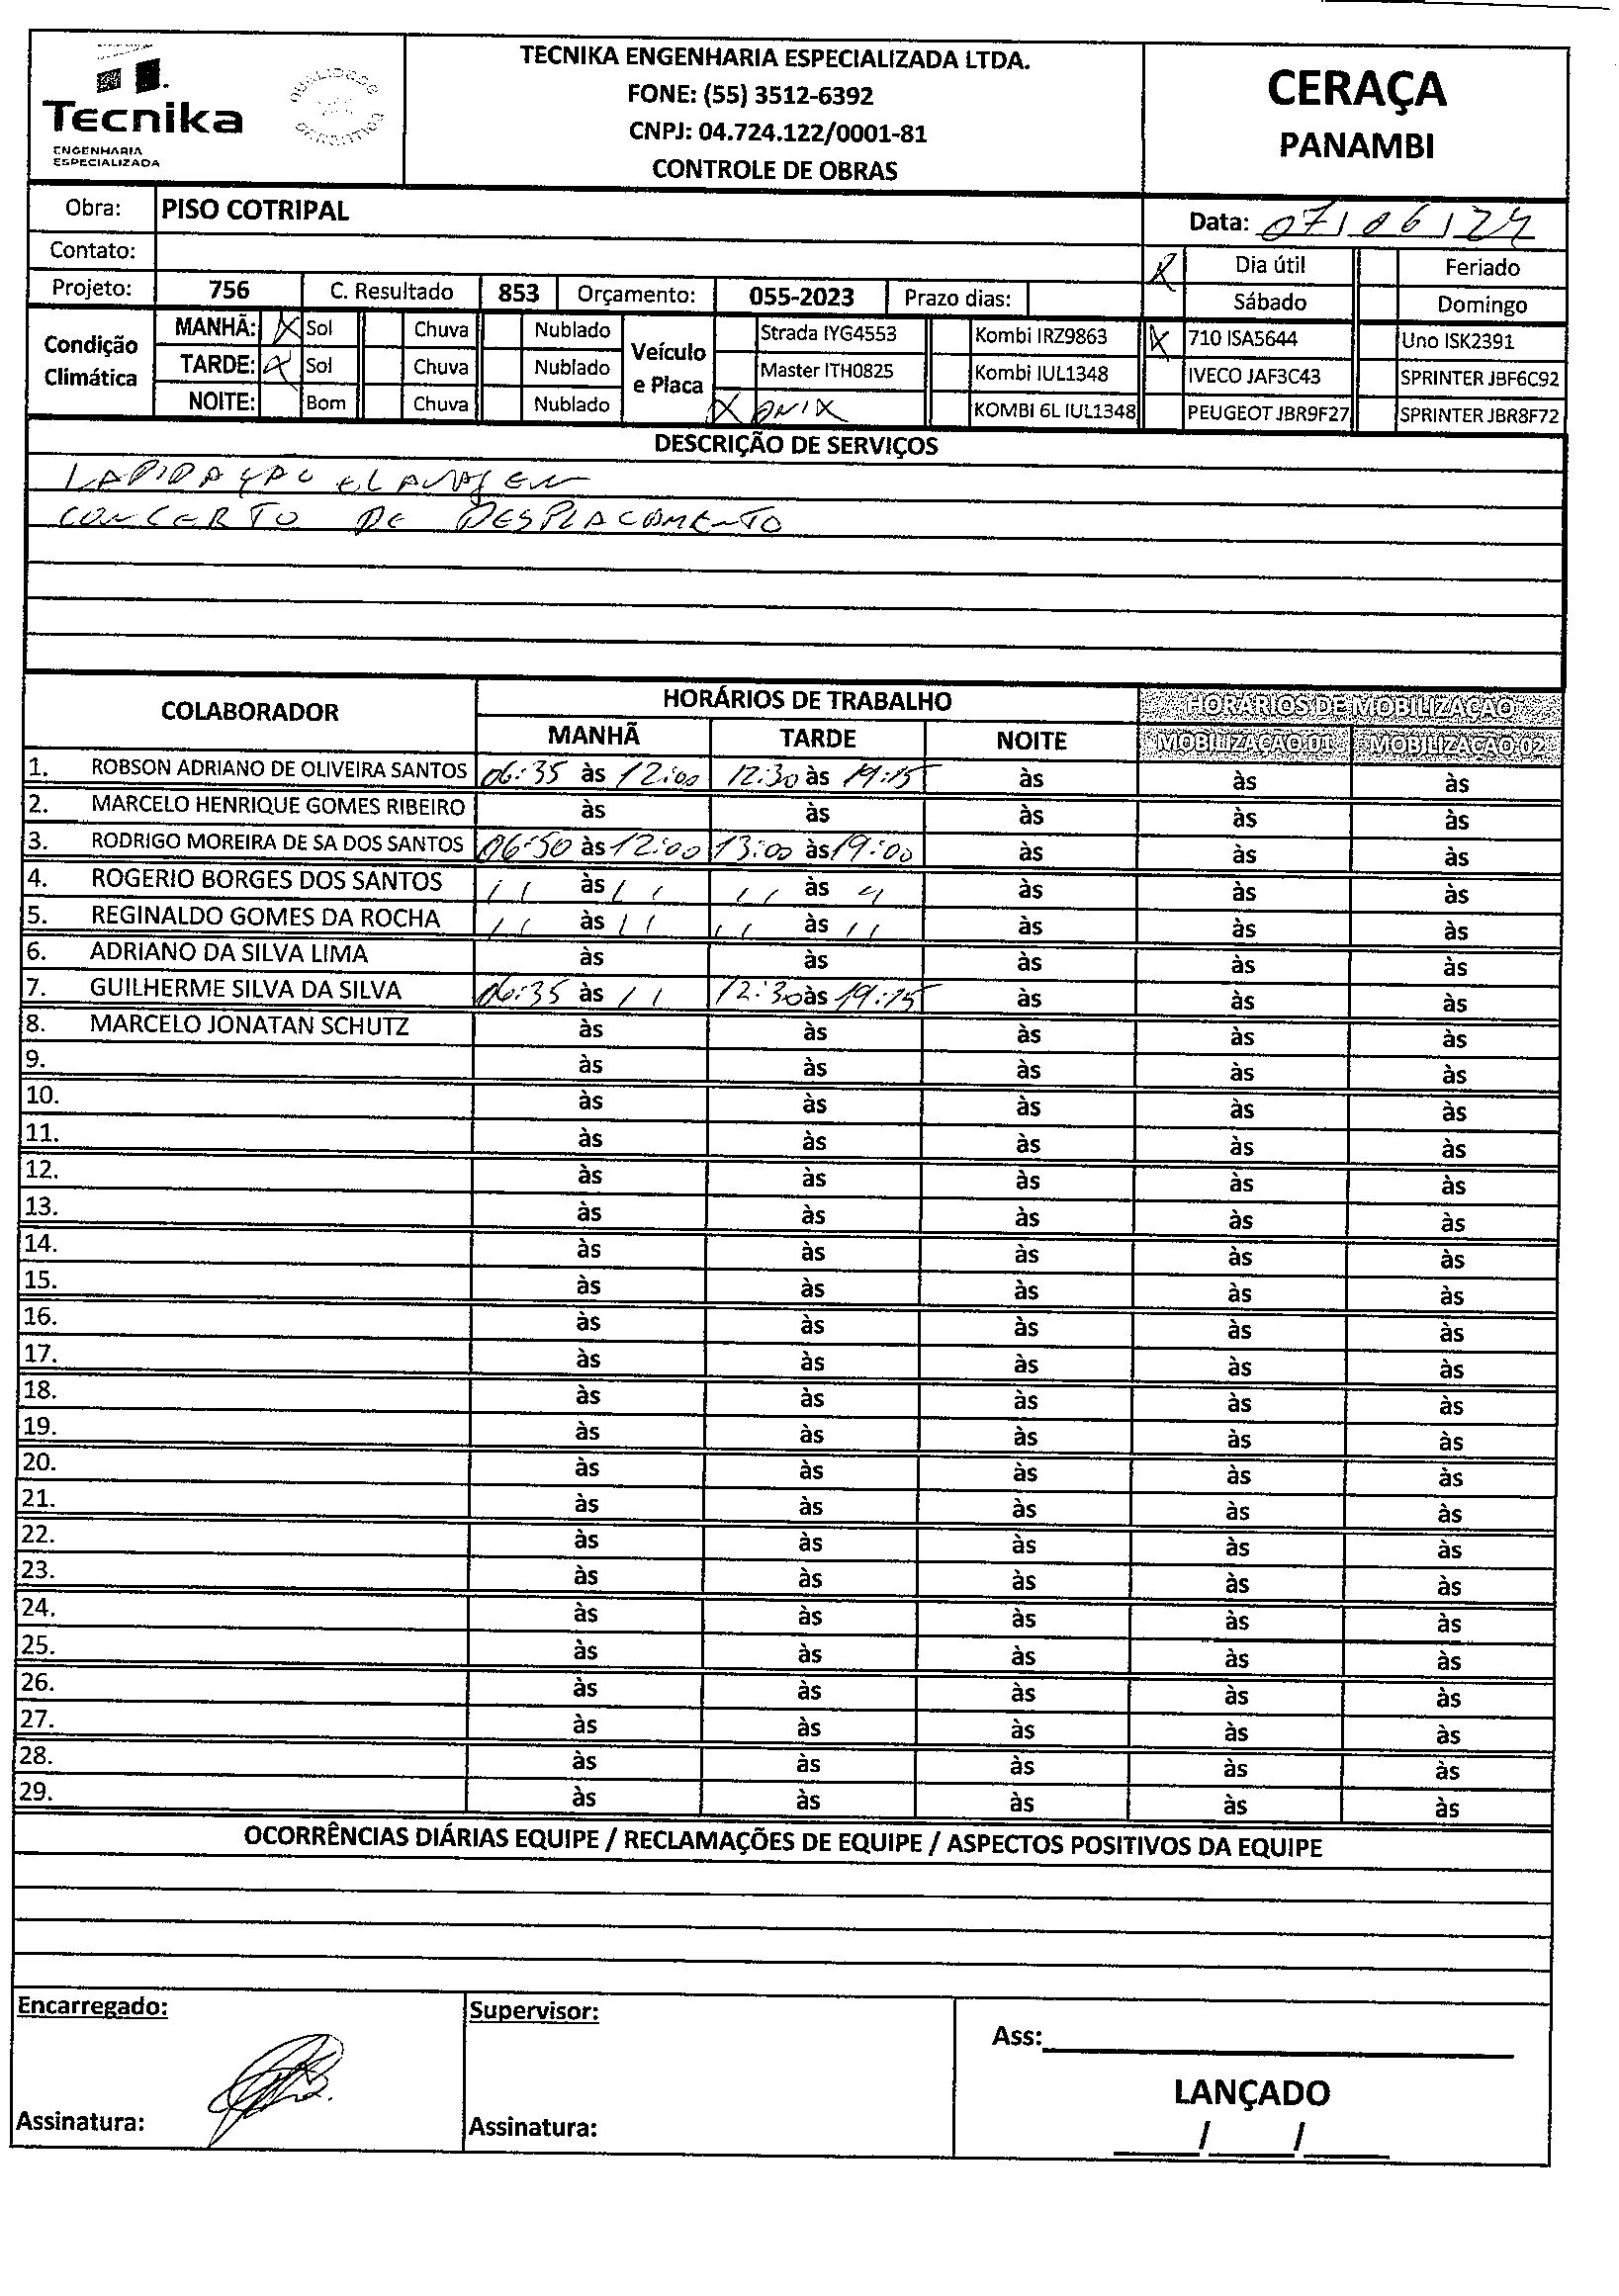 TECNIKA ENGENHARIA ESPECIALIZADA LTDA.
FONE: (55) 3512-6392
CNPJ: 04.724.122/0001-81
CONTROLE DE OBRAS
Tecnika
ENGENHARIA
ESPECIALIZADA
QUALIDADE
CERAÇA
PANAMBI
Obra: PISO COTRIPAL
Data: 07/06/24
Contato:
Dia útil Feriado
Projeto: 756 C. Resultado 853 Orçamento: 055-2023 Prazo dias:
Sábado Domingo
Condição Climática
MANHÃ: X Sol Chuva Nublado
TARDE: X Sol Chuva Nublado
NOITE: Bom Chuva Nublado
Veículo e Placa
Strada IYG4553 Kombi IRZ9863 X 710 ISA5644 Uno ISK2391
Master ITH0825 Kombi IUL1348 IVECO JAF3C43 SPRINTER JBF6C92
X ONIX KOMBI 6L IUL1348 PEUGEOT JBR9F27 SPRINTER JBR8F72
DESCRIÇÃO DE SERVIÇOS
LAPIDAÇÃO E LAVAGEM
CONCERTO DE DESPLACAMENTO
COLABORADOR HORÁRIOS DE TRABALHO HORÁRIOS DE MOBILIZAÇÃO
MANHÃ TARDE NOITE MOBILIZAÇÃO 01 MOBILIZAÇÃO 02
1. ROBSON ADRIANO DE OLIVEIRA SANTOS 06:35 às 12:00 12:30 às 19:15 às às às
2. MARCELO HENRIQUE GOMES RIBEIRO às às às às às
3. RODRIGO MOREIRA DE SA DOS SANTOS 06:50 às 12:00 13:00 às 19:00 às às às
4. ROGERIO BORGES DOS SANTOS 11 às 11 11 às 11 às às às
5. REGINALDO GOMES DA ROCHA 11 às 11 11 às 11 às às às
6. ADRIANO DA SILVA LIMA às às às às às
7. GUILHERME SILVA DA SILVA 06:35 às 11 12:30 às 19:15 às às às
8. MARCELO JONATAN SCHUTZ às às às às às
9. às às às às às
10. às às às às às
11. às às às às às
12. às às às às às
13. às às às às às
14. às às às às às
15. às às às às às
16. às às às às às
17. às às às às às
18. às às às às às
19. às às às às às
20. às às às às às
21. às às às às às
22. às às às às às
23. às às às às às
24. às às às às às
25. às às às às às
26. às às às às às
27. às às às às às
28. às às às às às
29. às às às às às
OCORRÊNCIAS DIÁRIAS EQUIPE / RECLAMAÇÕES DE EQUIPE / ASPECTOS POSITIVOS DA EQUIPE
Encarregado: Supervisor:
Ass:
LANÇADO
Assinatura: Assinatura:
/ /